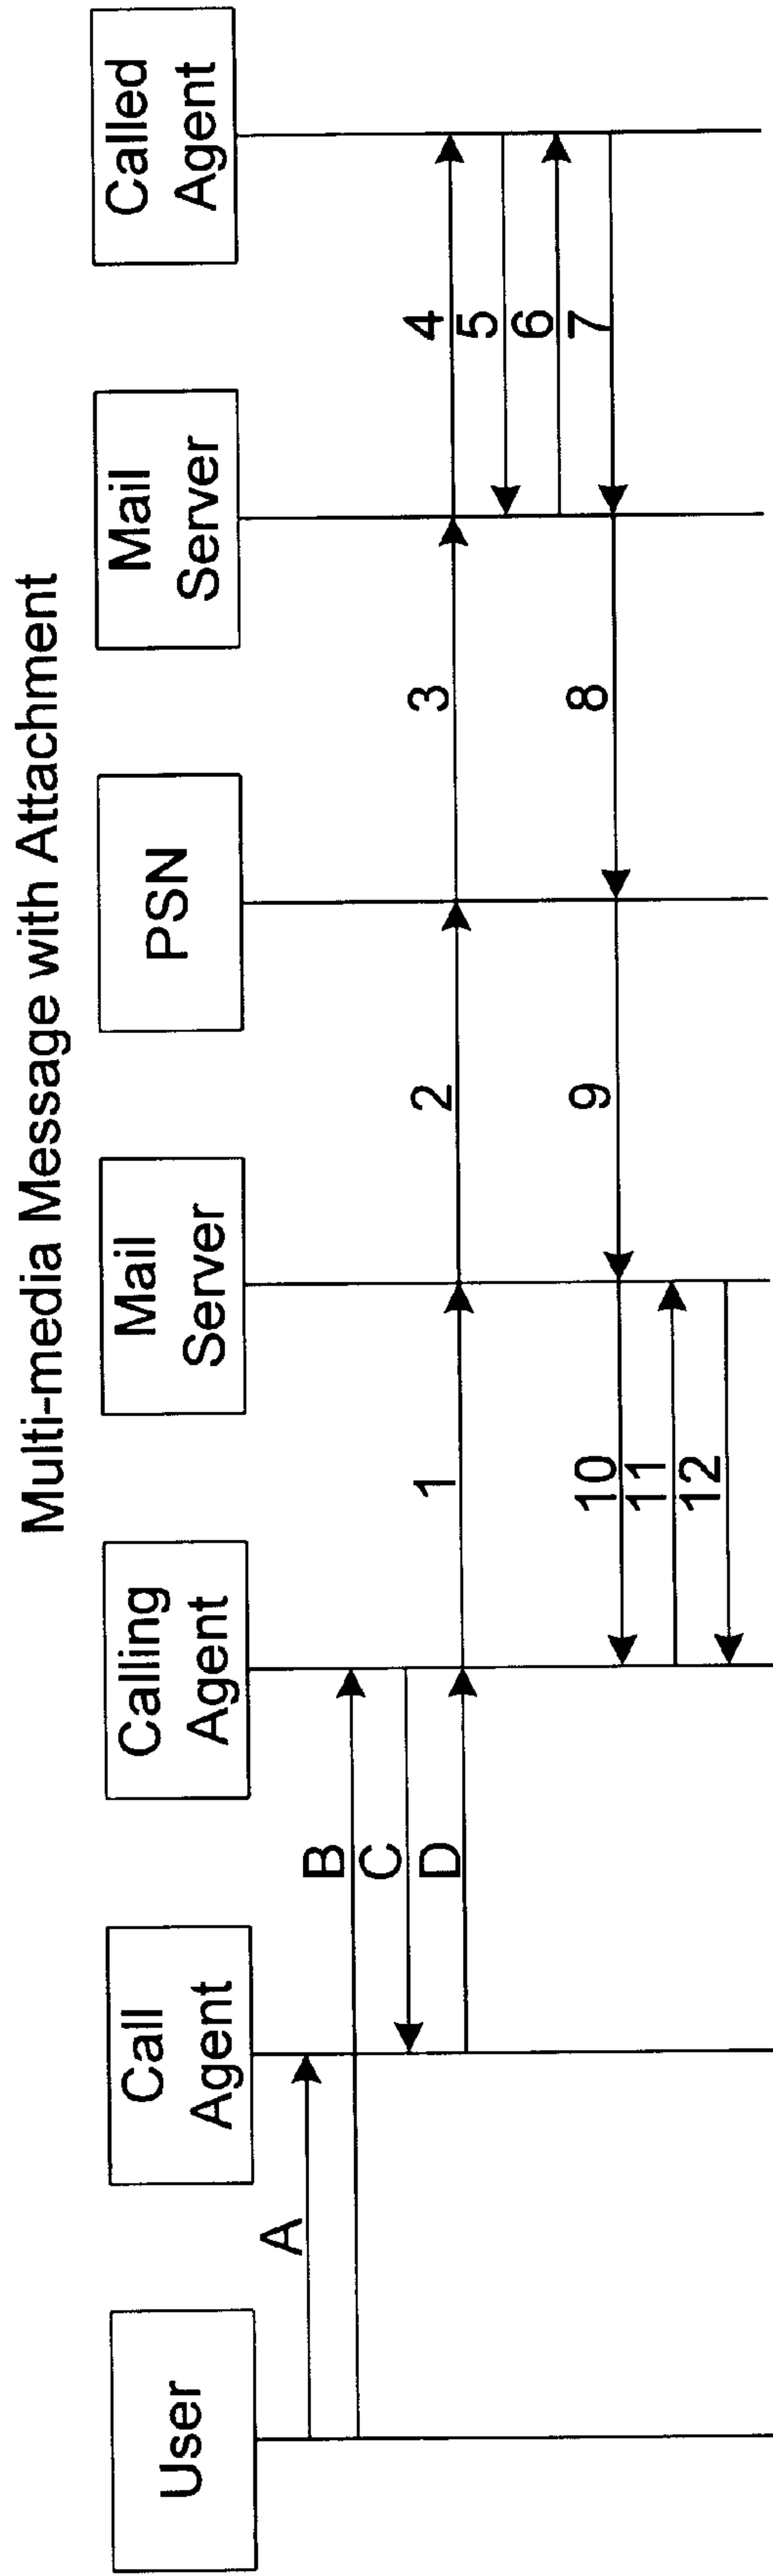 Multi-media Message with Attachment
User
Call
Agent
Calling
Agent
Mail
Server
PSN
Mail
Server
Called
Agent
A
B
C
D
1
2
3
4
5
6
7
8
9
10
11
12